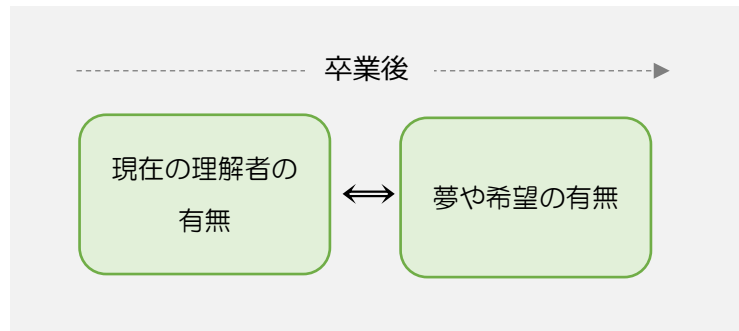 卒業後
現在の理解者の
有無
夢や希望の有無